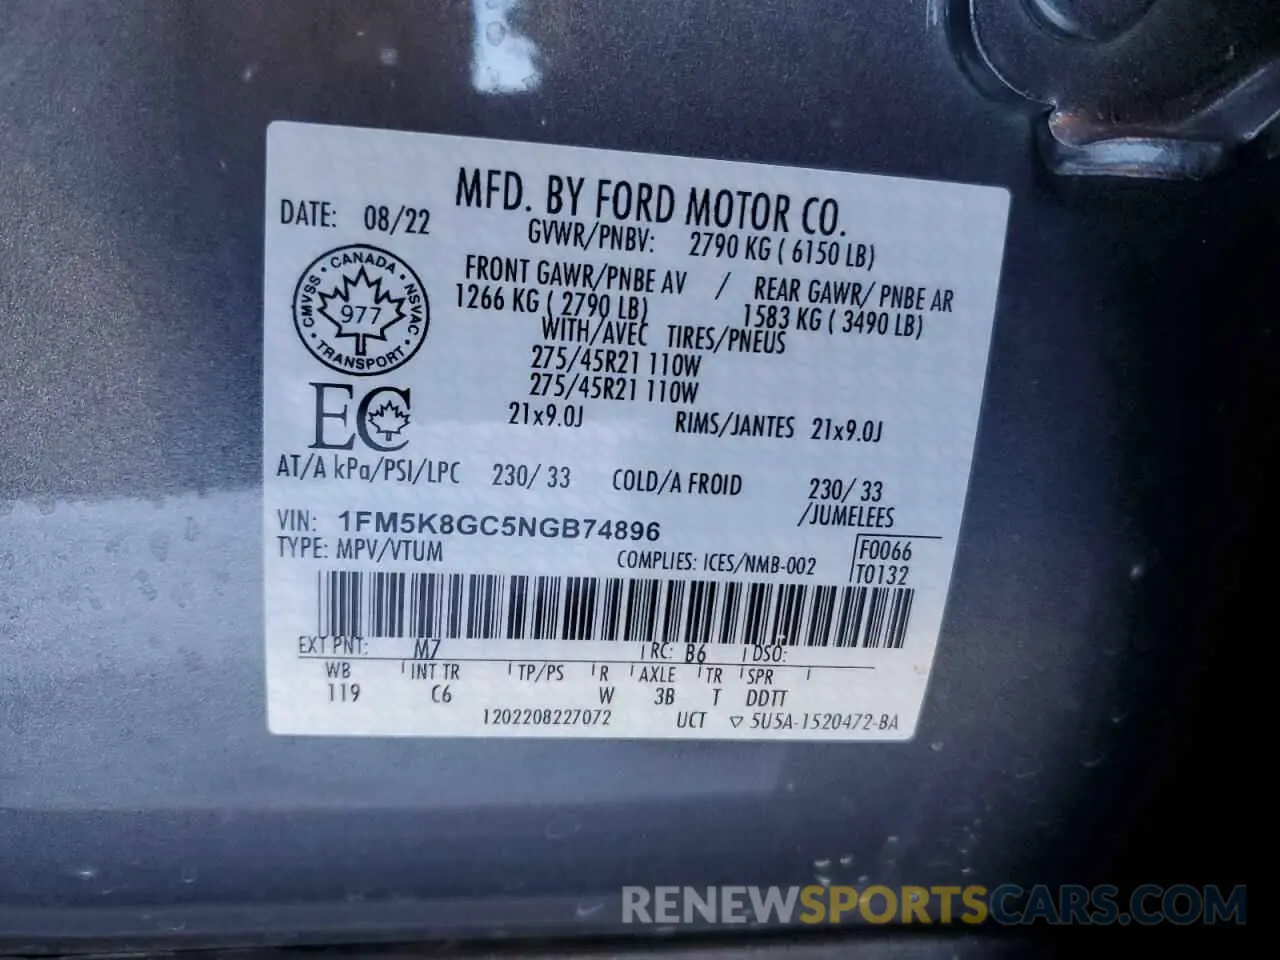 MFD. BY FORD MOTOR CO.
DATE: 08/22
GVWR/PNBV: 2790 KG ( 6150 LB)
FRONT GAWR/PNBE AV / REAR GAWR/ PNBE AR
1266 KG ( 2790 LB) 1583 KG ( 3490 LB)
WITH/AVEC TIRES/PNEUS
275/45R21 110W
275/45R21 110W
21x9.0J RIMS/JANTES 21x9.0J
CANADA
CMVSS NSVAC
977
TRANSPORT
EC
AT/A kPa/PSI/LPC 230/ 33 COLD/A FROID 230/ 33
/JUMELEES
VIN: 1FM5K8GC5NGB74896
TYPE: MPV/VTUM COMPLIES: ICES/NMB-002
F0066
T0132
EXT PNT: M7 RC: B6 DSO:
WB INT TR TP/PS R AXLE TR SPR
119 C6 W 3B T DDTT
1202208227072 UCT ▽ 5U5A-1520472-BA
RENEWSPORTSCARS.COM